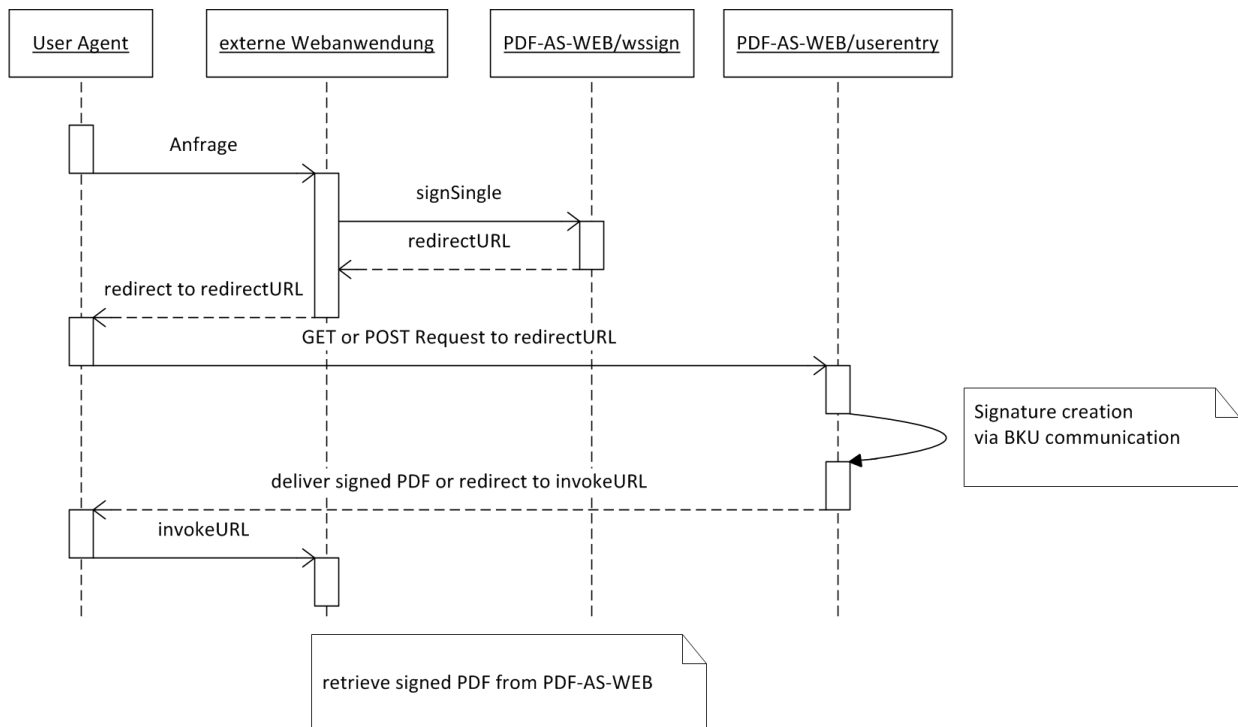 User Agent
externe Webanwendung
PDF-AS-WEB/wssign
PDF-AS-WEB/userentry
Anfrage
signSingle
redirectURL
redirect to redirectURL
GET or POST Request to redirectURL
Signature creation
via BKU communication
deliver signed PDF or redirect to invokeURL
invokeURL
retrieve signed PDF from PDF-AS-WEB